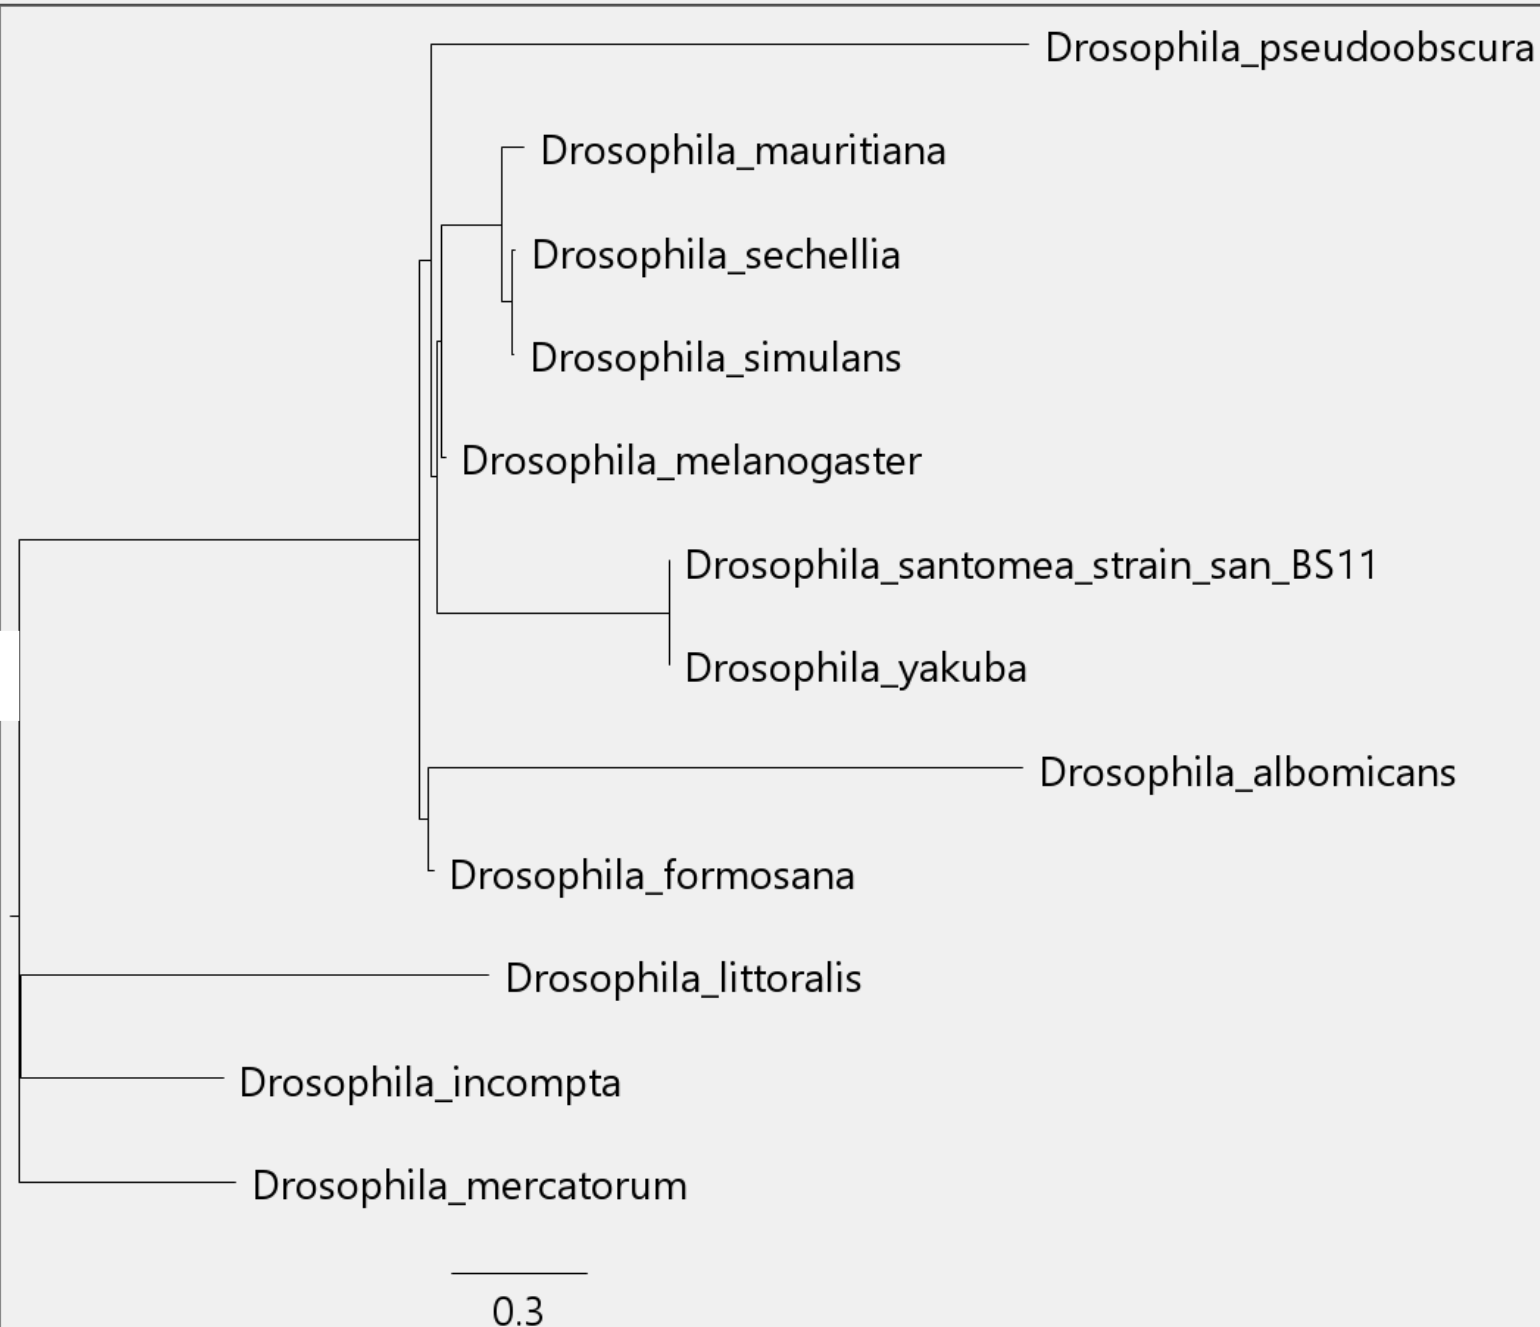 Drosophila_pseudoobscura
Drosophila_mauritiana
Drosophila_sechellia
Drosophila_simulans
Drosophila_melanogaster
Drosophila_santomea_strain_san_BS11
Drosophila_yakuba
Drosophila_albomicans
Drosophila_formosana
Drosophila_littoralis
Drosophila_incompta
Drosophila_mercatorum
0.3